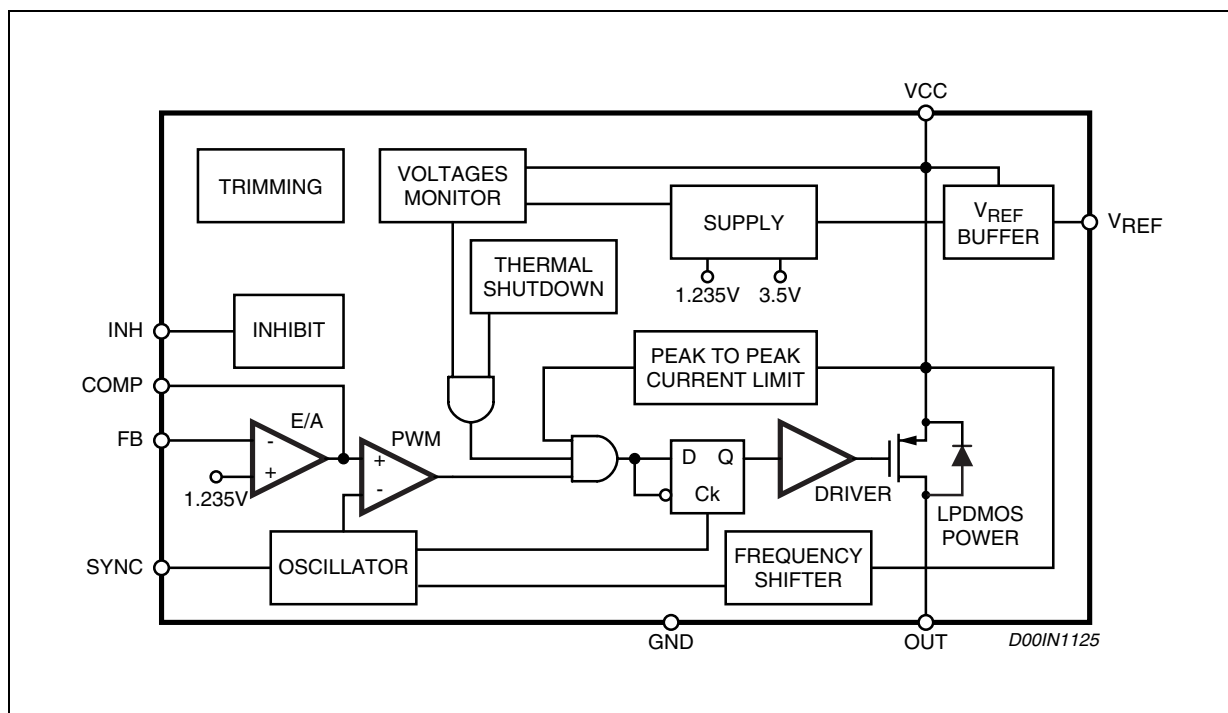 VCC
TRIMMING
VOLTAGES
MONITOR
SUPPLY
VREF
BUFFER
VREF
THERMAL
SHUTDOWN
1.235V
3.5V
INH
INHIBIT
PEAK TO PEAK
CURRENT LIMIT
COMP
E/A
FB
-
+
1.235V
PWM
+
-
D
Q
Ck
DRIVER
LPDMOS
POWER
SYNC
OSCILLATOR
FREQUENCY
SHIFTER
GND
OUT
D00IN1125